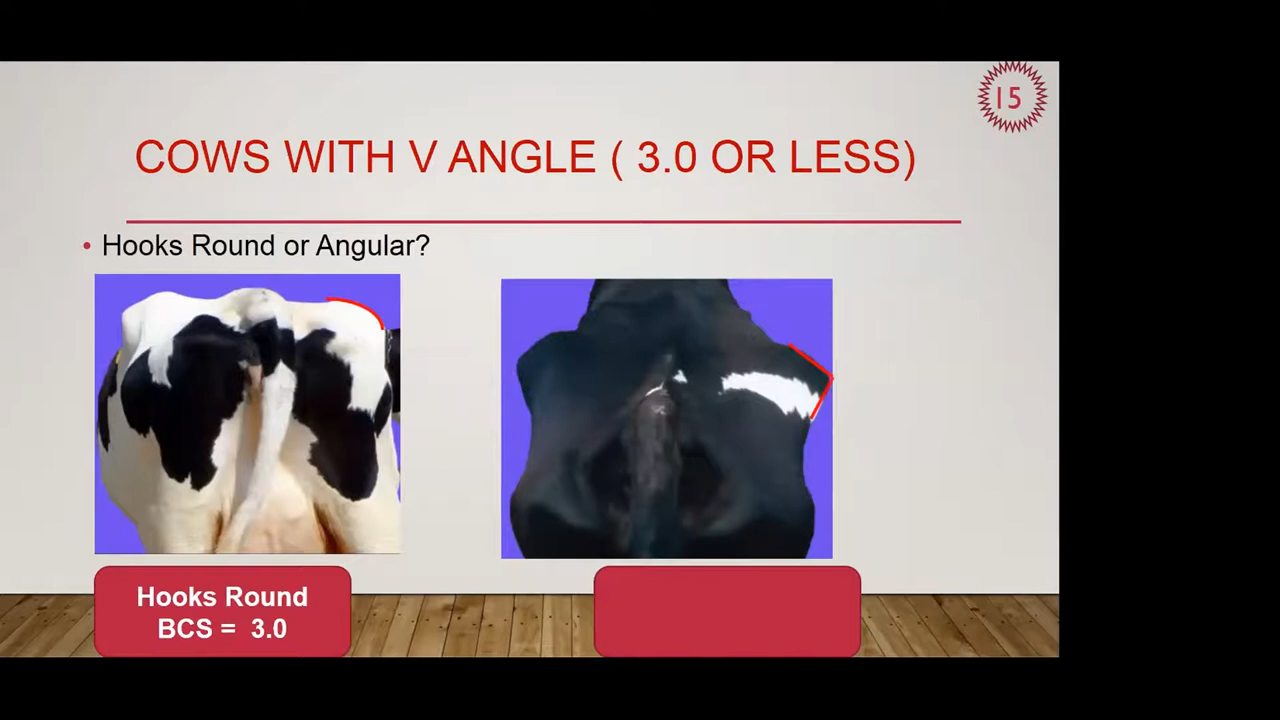 15
COWS WITH V ANGLE ( 3.0 OR LESS)
• Hooks Round or Angular?
Hooks Round
BCS = 3.0